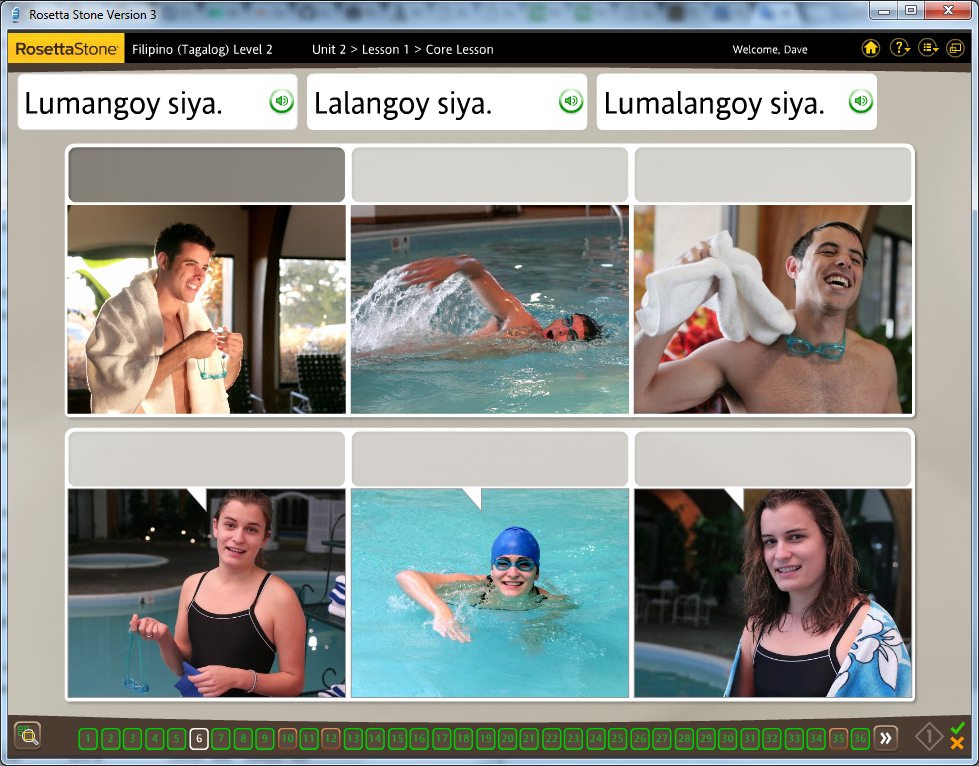 Rosetta Stone Version 3
RosettaStone
Filipino (Tagalog) Level 2
Unit 2 > Lesson 1 > Core Lesson
Welcome, Dave
Lumangoy siya.
Lalangoy siya.
Lumalangoy siya.
1 2 3 4 5 6 7 8 9 10 11 12 13 14 15 16 17 18 19 20 21 22 23 24 25 26 27 28 29 30 31 32 33 34 35 36
1